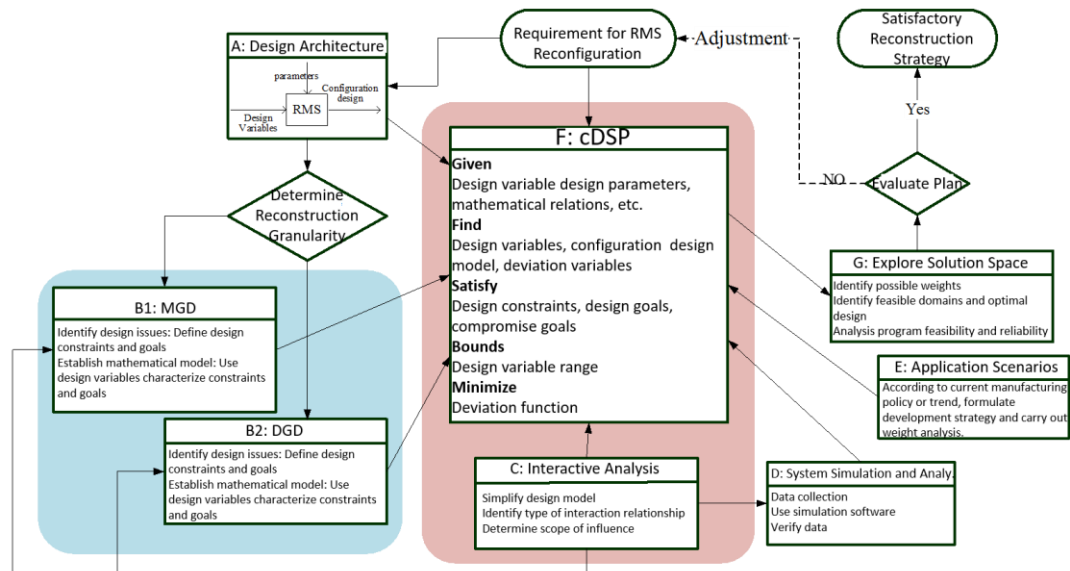 Requirement for RMS
Reconfiguration
Adjustment
Satisfactory
Reconstruction
Strategy
A: Design Architecture
parameters
Configuration
design
RMS
Design
Variables
Yes
NO
Evaluate Plan
Determine
Reconstruction
Granularity
F: cDSP
Given
Design variable design parameters,
mathematical relations, etc.
Find
Design variables, configuration design
model, deviation variables
Satisfy
Design constraints, design goals,
compromise goals
Bounds
Design variable range
Minimize
Deviation function
G: Explore Solution Space
Identify possible weights
Identify feasible domains and optimal
design
Analysis program feasibility and reliability
B1: MGD
Identify design issues: Define design
constraints and goals
Establish mathematical model: Use
design variables characterize constraints
and goals
E: Application Scenarios
According to current manufacturing
policy or trend, formulate
development strategy and carry out
weight analysis.
B2: DGD
Identify design issues: Define design
constraints and goals
Establish mathematical model: Use
design variables characterize constraints
and goals
C: Interactive Analysis
Simplify design model
Identify type of interaction relationship
Determine scope of influence
D: System Simulation and Analy.
Data collection
Use simulation software
Verify data